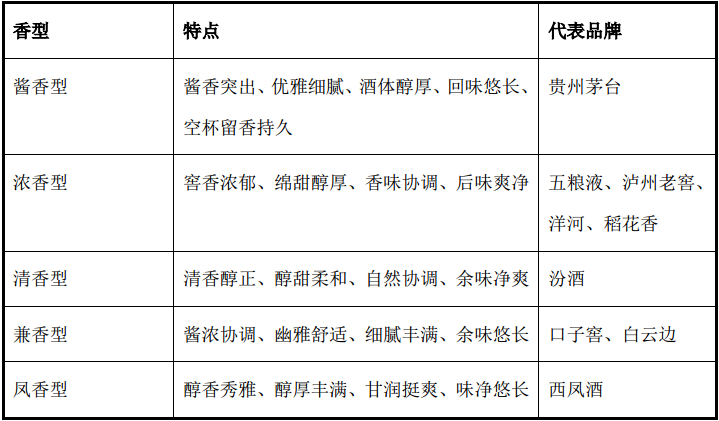 香型 特点 代表品牌
酱香型 酱香突出、优雅细腻、酒体醇厚、回味悠长、 贵州茅台
空杯留香持久
浓香型 窖香浓郁、绵甜醇厚、香味协调、后味爽净 五粮液、泸州老窖、
洋河、稻花香
清香型 清香醇正、醇甜柔和、自然协调、余味净爽 汾酒
兼香型 酱浓协调、幽雅舒适、细腻丰满、余味悠长 口子窖、白云边
凤香型 醇香秀雅、醇厚丰满、甘润挺爽、味净悠长 西凤酒